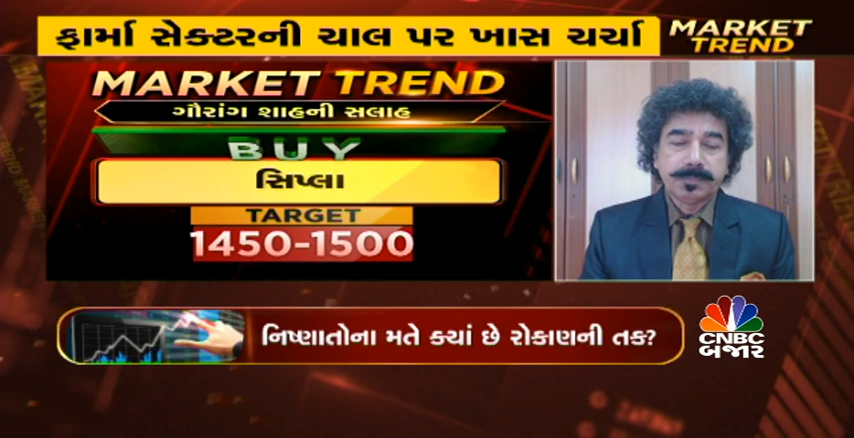 ફાર્મા સેક્ટરની ચાલ પર ખાસ ચર્ચા
MARKET
TREND
MARKET TREND
ગૌરાંગ શાહની સલાહ
BUY
સિપ્લા
TARGET
1450-1500
નિષ્ણાતોના મતે ક્યાં છે રોકાણની તક?
CNBC
બજાર